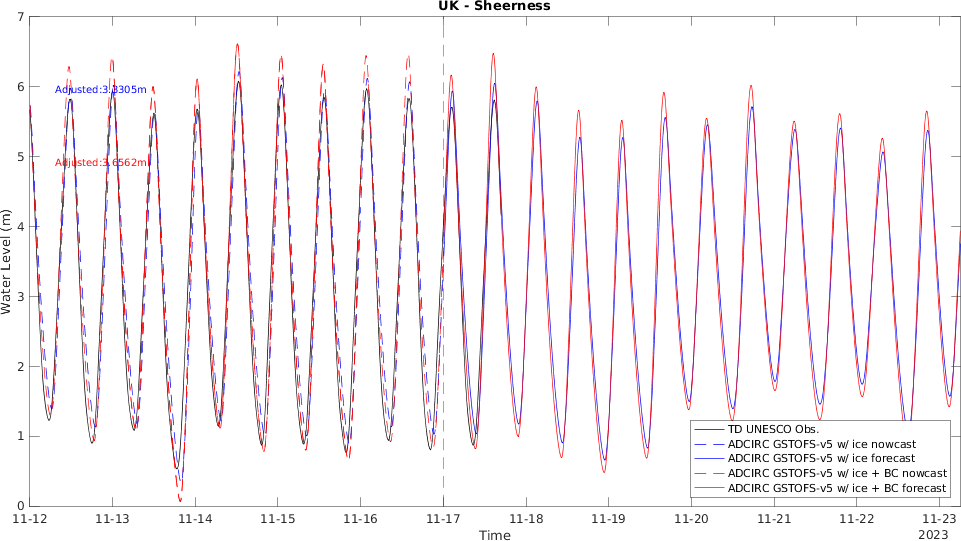 UK - Sheerness
7
6
5
4
3
2
1
0
Water Level (m)
Adjusted:3.3305m
Adjusted:3.6562m
TD UNESCO Obs.
ADCIRC GSTOFS-v5 w/ ice nowcast
ADCIRC GSTOFS-v5 w/ ice forecast
ADCIRC GSTOFS-v5 w/ ice + BC nowcast
ADCIRC GSTOFS-v5 w/ ice + BC forecast
11-12 11-13 11-14 11-15 11-16 11-17 11-18 11-19 11-20 11-21 11-22 11-23
Time
2023